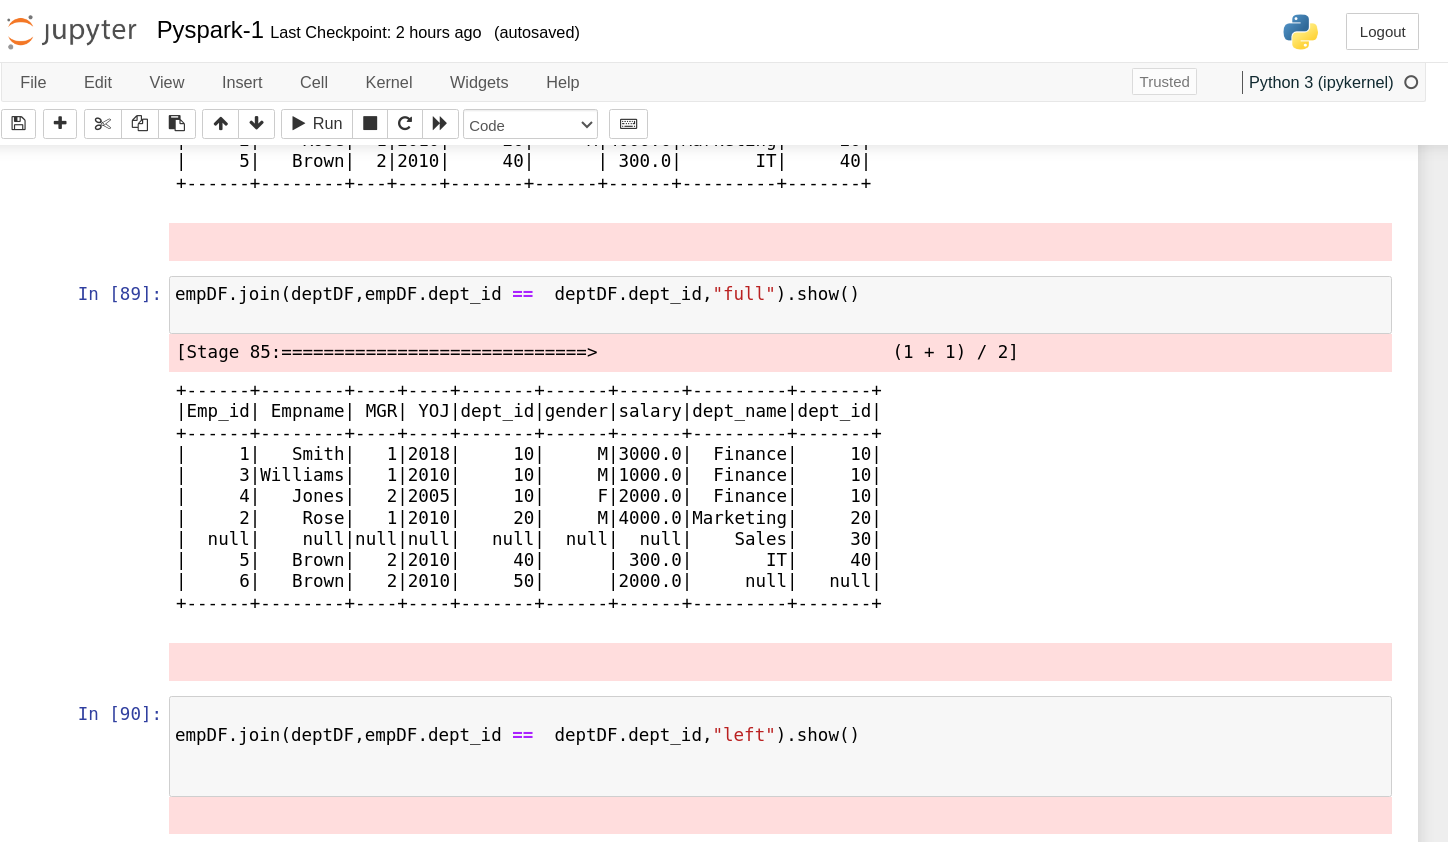 jupyter Pyspark-1 Last Checkpoint: 2 hours ago (autosaved) Logout
File Edit View Insert Cell Kernel Widgets Help Trusted Python 3 (ipykernel)
Run Code
|     5|   Brown|  2|2010|     40|      | 300.0|       IT|     40|
+------+--------+---+----+-------+------+------+---------+-------+
In [89]: empDF.join(deptDF,empDF.dept_id ==  deptDF.dept_id,"full").show()
[Stage 85:=============================>                            (1 + 1) / 2]
+------+--------+----+----+-------+------+------+---------+-------+
|Emp_id| Empname| MGR| YOJ|dept_id|gender|salary|dept_name|dept_id|
+------+--------+----+----+-------+------+------+---------+-------+
|     1|   Smith|   1|2018|     10|     M|3000.0|  Finance|     10|
|     3|Williams|   1|2010|     10|     M|1000.0|  Finance|     10|
|     4|   Jones|   2|2005|     10|     F|2000.0|  Finance|     10|
|     2|    Rose|   1|2010|     20|     M|4000.0|Marketing|     20|
|  null|    null|null|null|   null|  null|  null|    Sales|     30|
|     5|   Brown|   2|2010|     40|      | 300.0|       IT|     40|
|     6|   Brown|   2|2010|     50|      |2000.0|     null|   null|
+------+--------+----+----+-------+------+------+---------+-------+
In [90]:
empDF.join(deptDF,empDF.dept_id ==  deptDF.dept_id,"left").show()